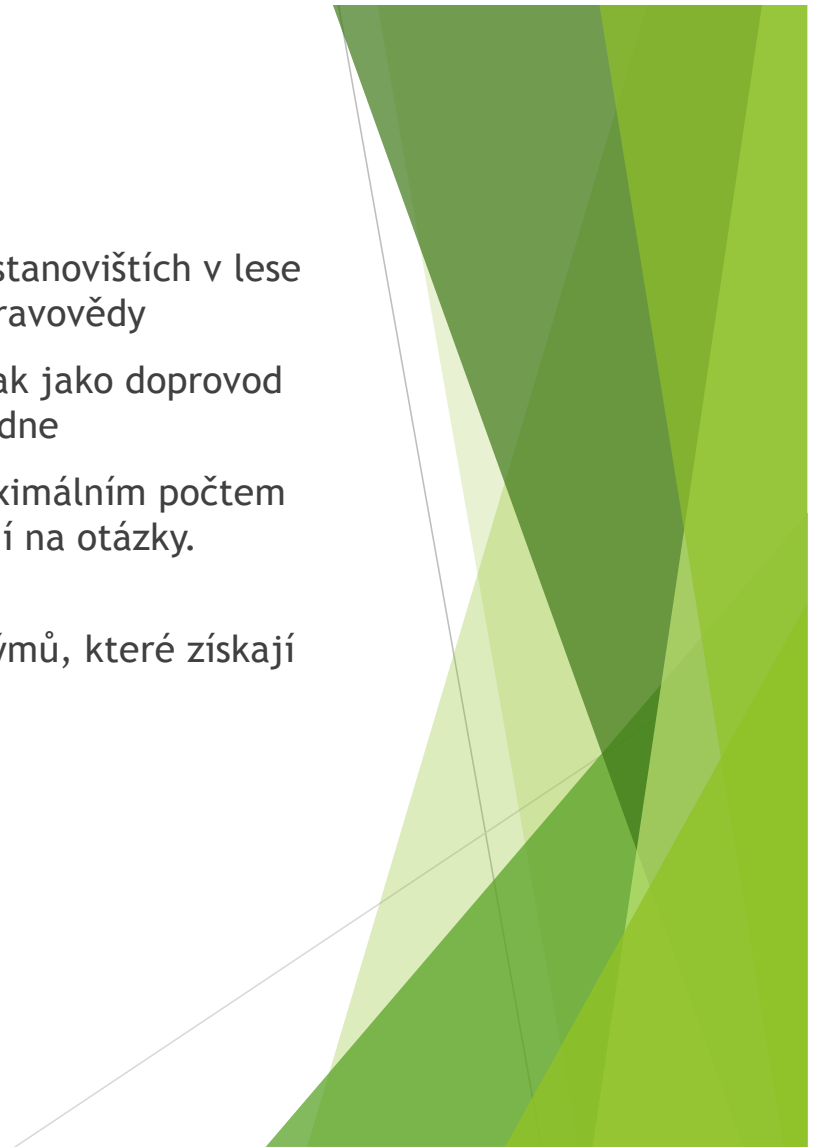 stanovištích v lese
ravovědy
ak jako doprovod
dne
ximálním počtem
í na otázky.
ýmů, které získají